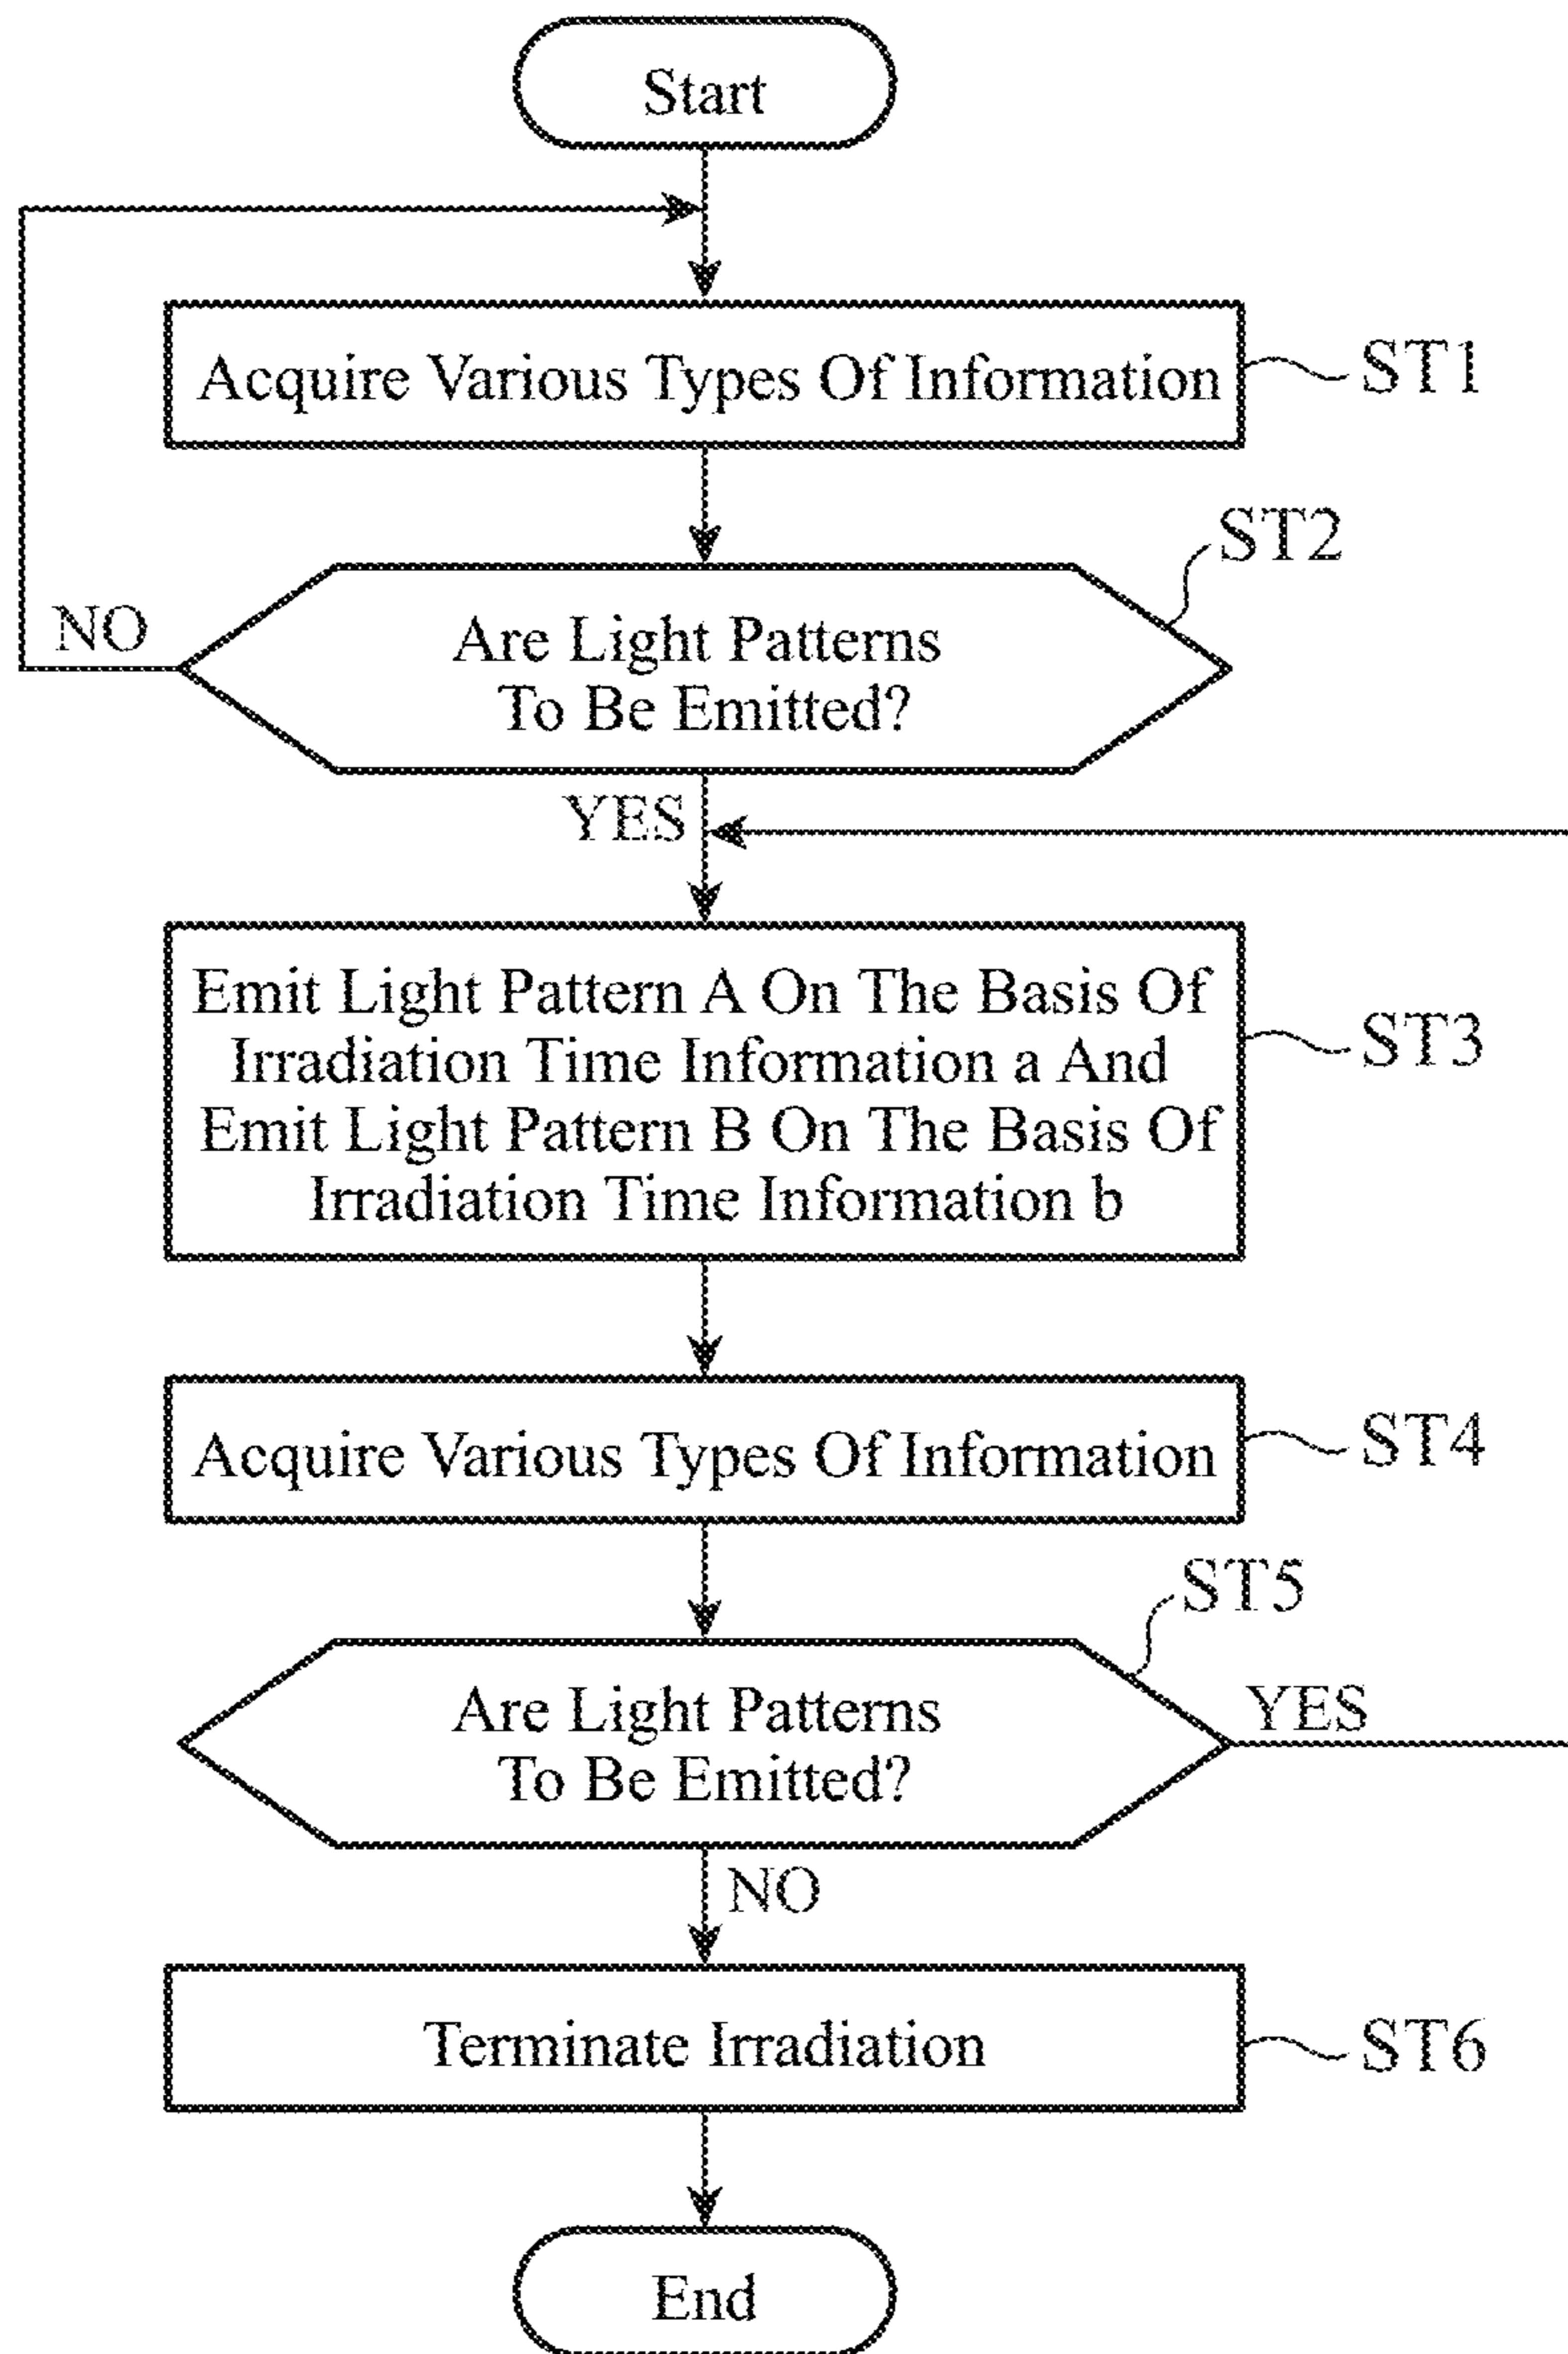 Start
Acquire Various Types Of Information
ST1
ST2
Are Light Patterns
To Be Emitted?
NO
YES
Emit Light Pattern A On The Basis Of
Irradiation Time Information a And
Emit Light Pattern B On The Basis Of
Irradiation Time Information b
ST3
Acquire Various Types Of Information
ST4
ST5
Are Light Patterns
To Be Emitted?
YES
NO
Terminate Irradiation
ST6
End